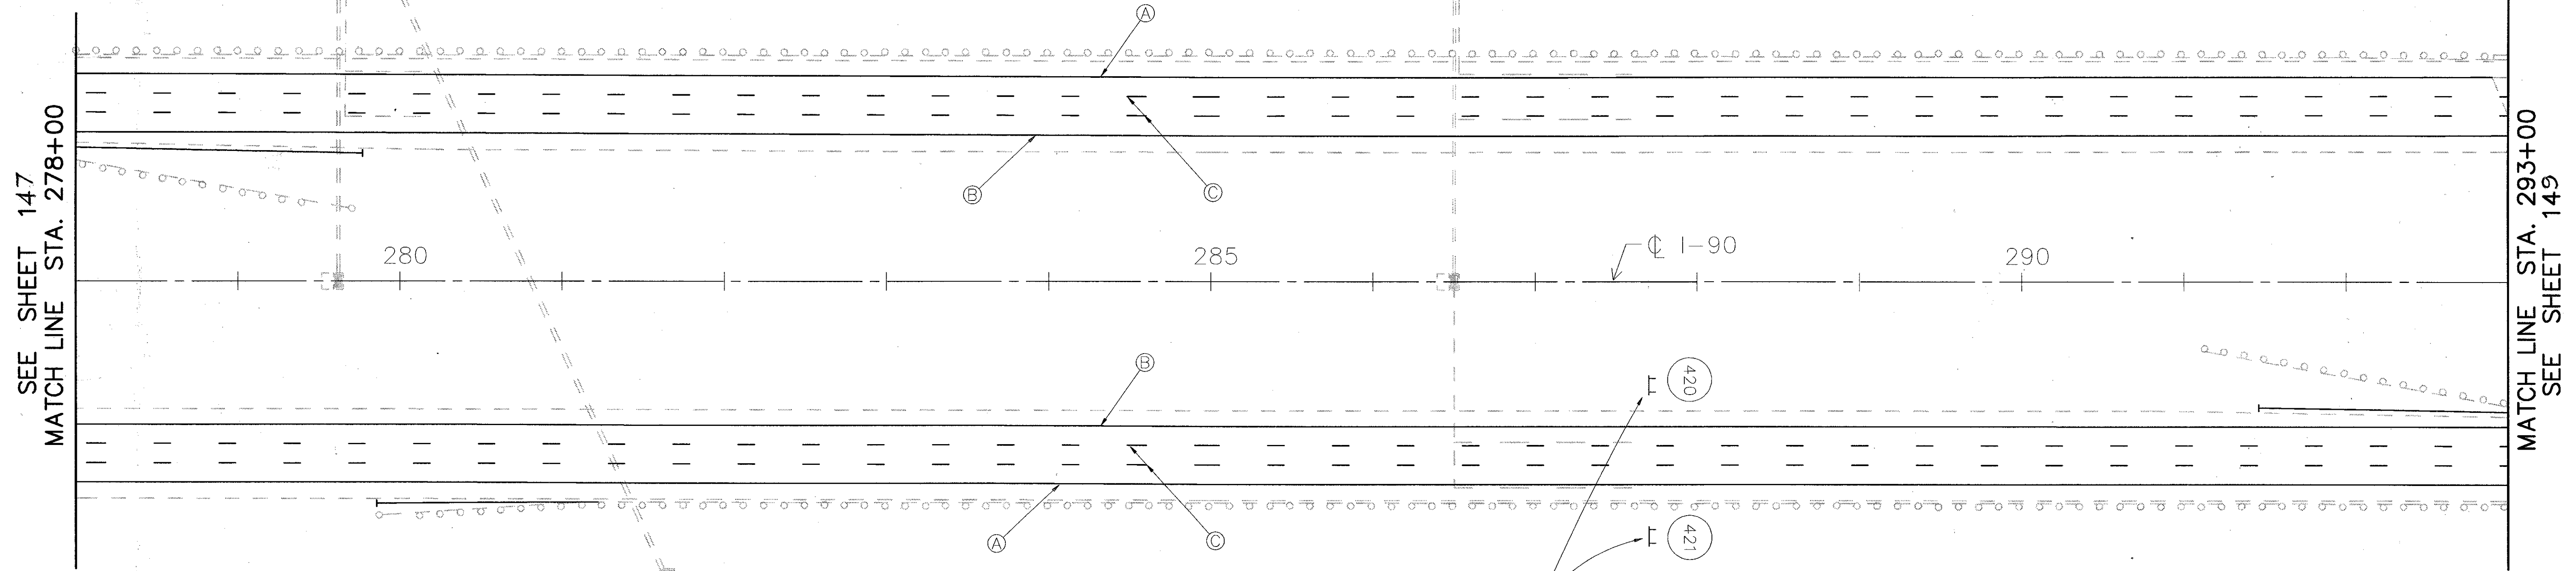 SEE SHEET 147
MATCH LINE STA. 278+00
A
B
C
280
285
℄ I-90
290
B
420
A
C
421
MATCH LINE STA. 293+00
SEE SHEET 149